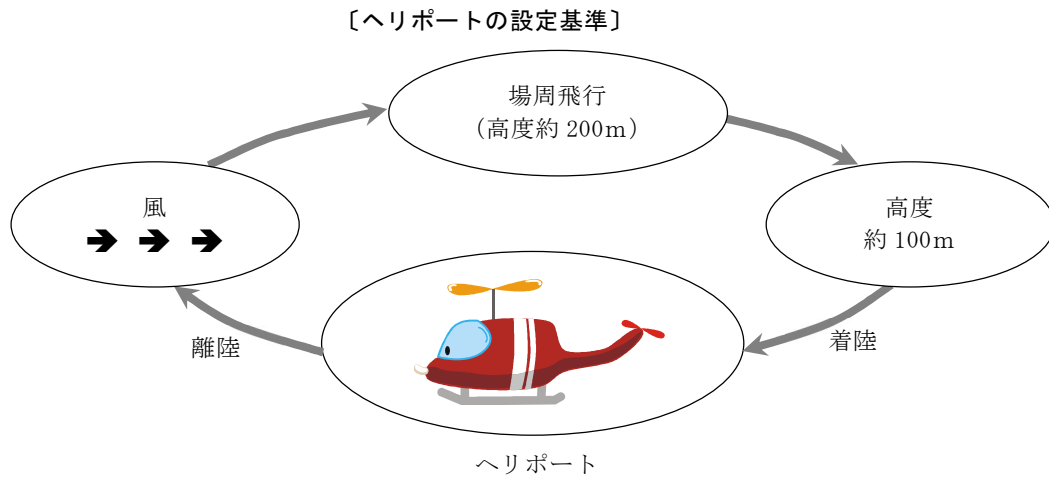 〔ヘリポートの設定基準〕
場周飛行
（高度約 200ｍ）
風
高度
約 100ｍ
離陸
着陸
ヘリポート